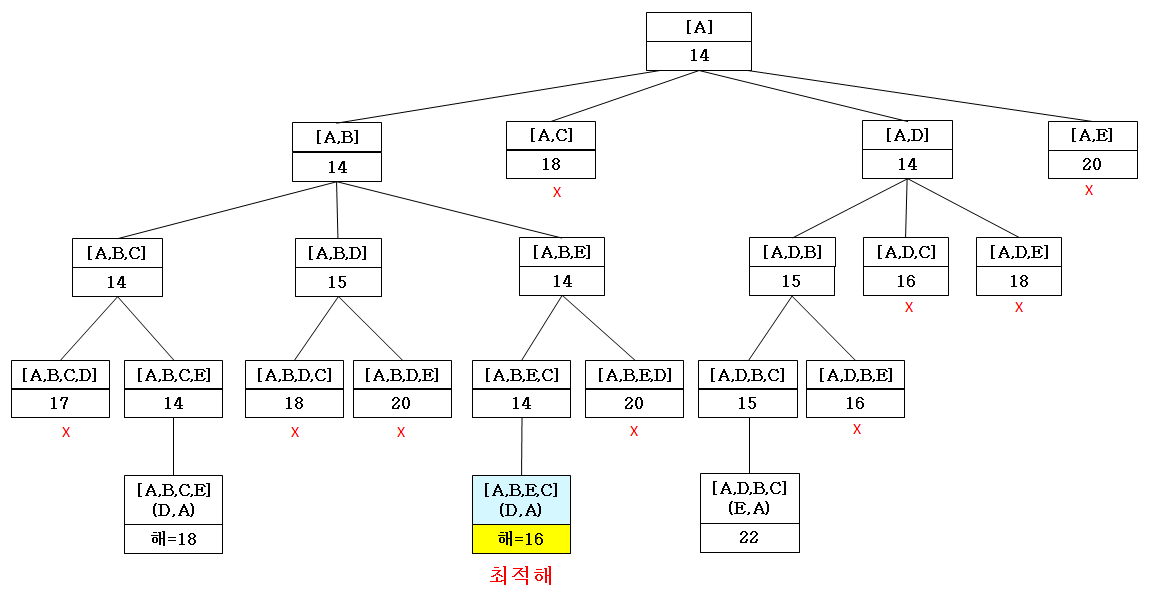 [A]
14
[A,B]
14
[A,C]
18
X
[A,D]
14
[A,E]
20
X
[A,B,C]
14
[A,B,D]
15
[A,B,E]
14
[A,D,B]
15
[A,D,C]
16
X
[A,D,E]
18
X
[A,B,C,D]
17
X
[A,B,C,E]
14
[A,B,D,C]
18
X
[A,B,D,E]
20
X
[A,B,E,C]
14
[A,B,E,D]
20
X
[A,D,B,C]
15
[A,D,B,E]
16
X
[A,B,C,E]
(D,A)
해=18
[A,B,E,C]
(D,A)
해=16
최적해
[A,D,B,C]
(E,A)
22